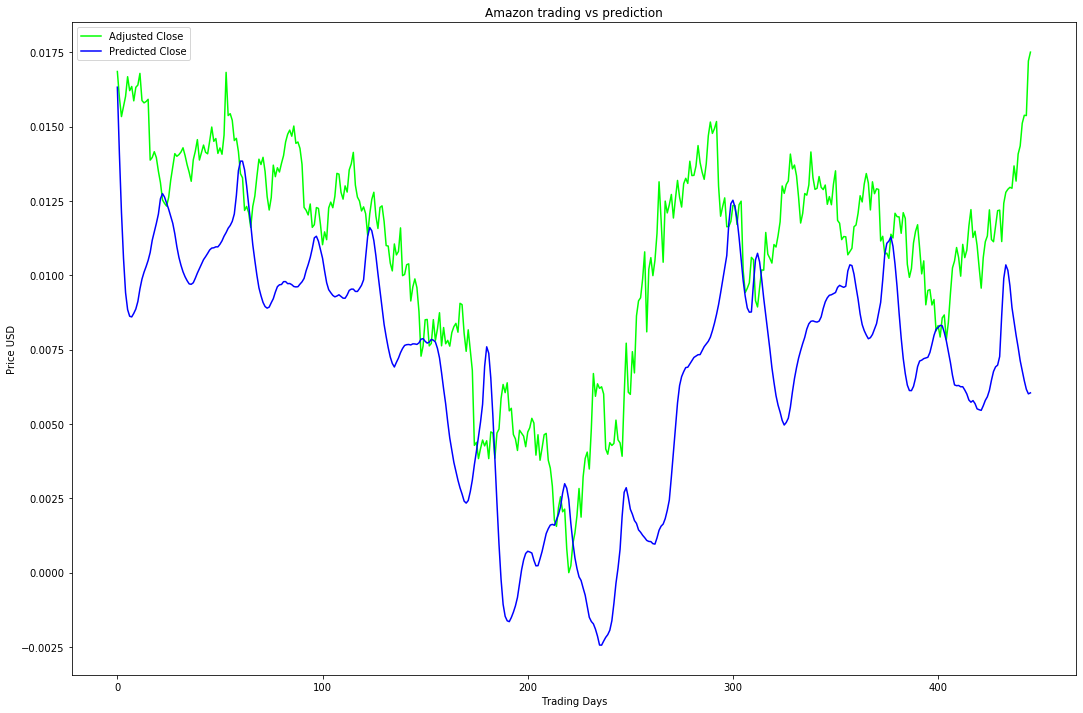 Amazon trading vs prediction
Adjusted Close
Predicted Close
Price USD
0.0175
0.0150
0.0125
0.0100
0.0075
0.0050
0.0025
0.0000
−0.0025
0 100 200 300 400
Trading Days